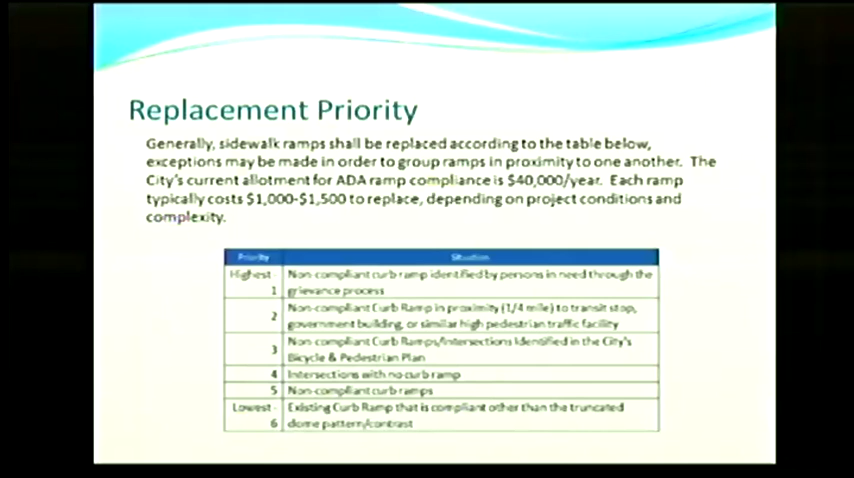 Replacement Priority
Generally, sidewalk ramps shall be replaced according to the table below,
exceptions may be made in order to group ramps in proximity to one another. The
City's current allotment for ADA ramp compliance is $40,000/year. Each ramp
typically costs $1,000-$1,500 to replace, depending on project conditions and
complexity.
Priority Situation
Highest - Non-compliant curb ramp identified by persons in need through the
1 grievance process
2 Non-compliant Curb Ramp in proximity (1/4 mile) to transit stop,
government building, or similar high pedestrian traffic facility
3 Non compliant Curb Ramps/Intersections Identified in the City's
Bicycle & Pedestrian Plan
4 Intersections with no curb ramp
5 Non-compliant curb ramps
Lowest - Existing Curb Ramp that is compliant other than the truncated
6 dome pattern/contrast